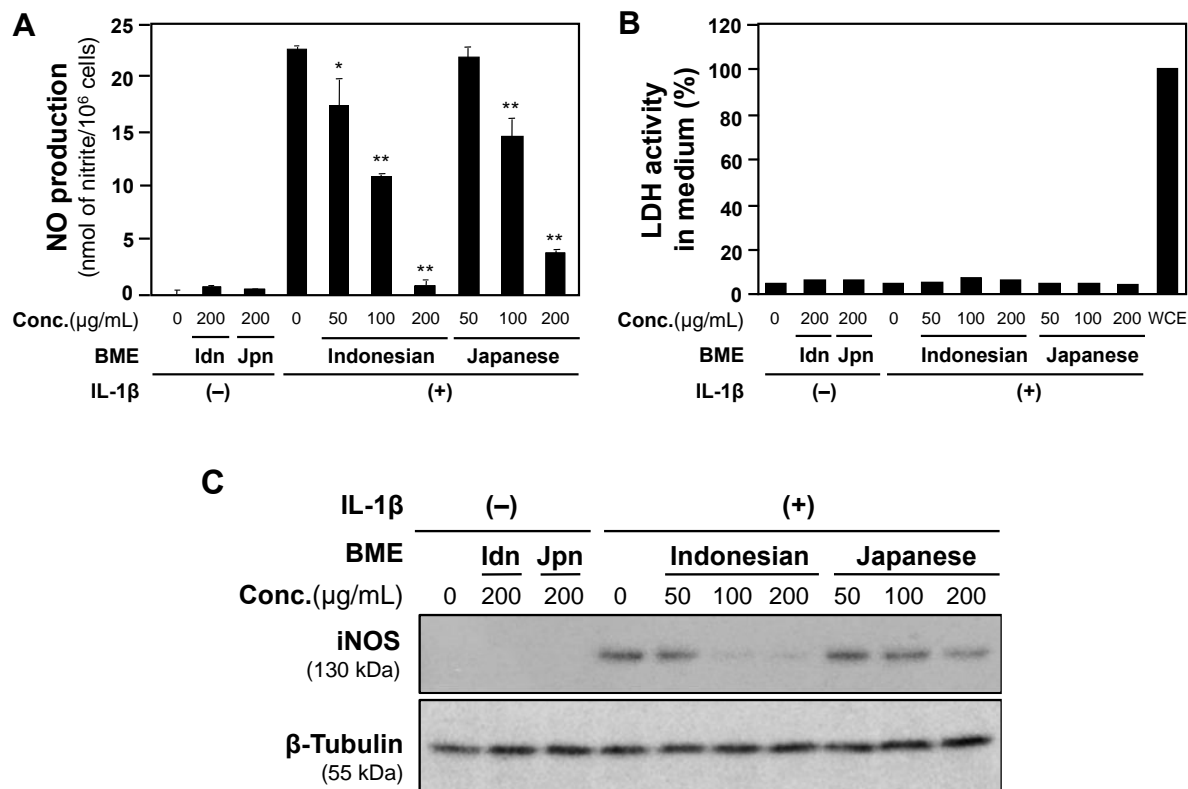 A
NO production
(nmol of nitrite/10⁶ cells)
25
20
15
10
5
0
*
**
**
**
**
Conc.(µg/mL) 0 200 200 0 50 100 200 50 100 200
BME Idn Jpn Indonesian Japanese
IL-1β (–) (+)
B
LDH activity
in medium (%)
120
100
80
60
40
20
0
Conc.(µg/mL) 0 200 200 0 50 100 200 50 100 200 WCE
BME Idn Jpn Indonesian Japanese
IL-1β (–) (+)
C
IL-1β (–) (+)
BME Idn Jpn Indonesian Japanese
Conc.(µg/mL) 0 200 200 0 50 100 200 50 100 200
iNOS
(130 kDa)
β-Tubulin
(55 kDa)